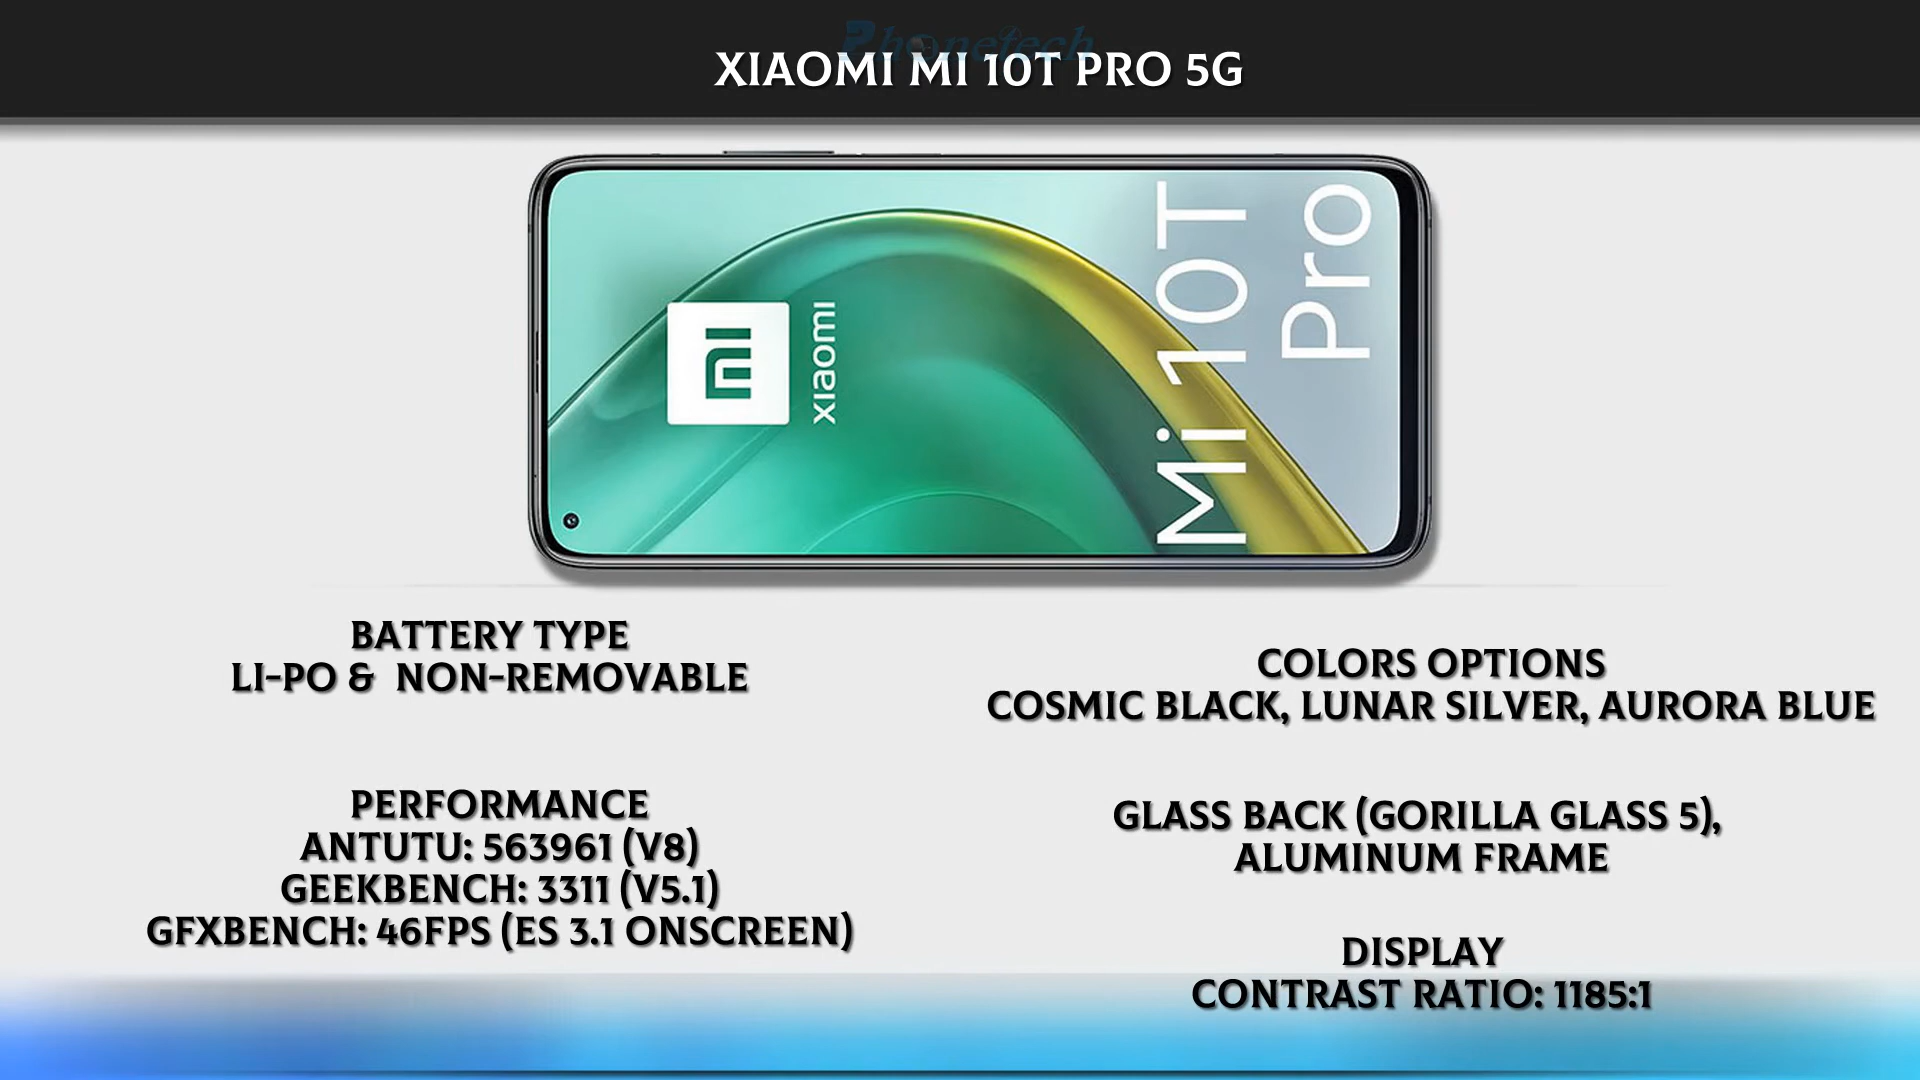 Phonetech
XIAOMI MI 10T PRO 5G
mi
xiaomi
Mi 10T
Pro
BATTERY TYPE
LI-PO & NON-REMOVABLE
COLORS OPTIONS
COSMIC BLACK, LUNAR SILVER, AURORA BLUE
PERFORMANCE
ANTUTU: 563961 (V8)
GEEKBENCH: 3311 (V5.1)
GFXBENCH: 46FPS (ES 3.1 ONSCREEN)
GLASS BACK (GORILLA GLASS 5),
ALUMINUM FRAME
DISPLAY
CONTRAST RATIO: 1185:1